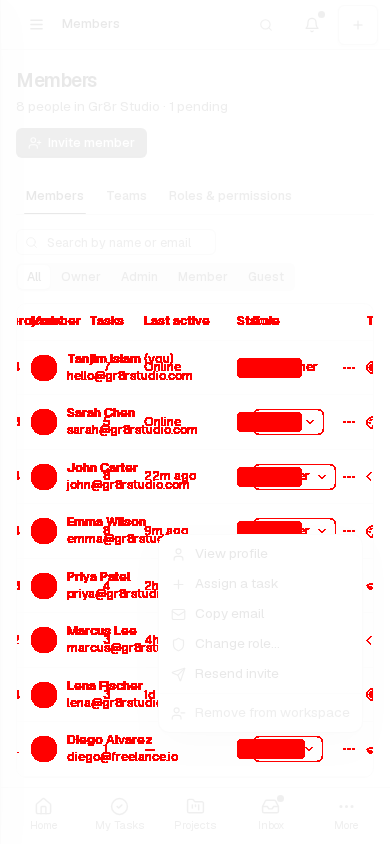 Members
Members
8 people in Gr8r Studio · 1 pending
Invite member
Members Teams Roles & permissions
Search by name or email
All Owner Admin Member Guest
Member Tasks Last active
Tanjim Islam (you) Online
hello@gr8rstudio.com
Sarah Chen Online
sarah@gr8rstudio.com
John Carter 22m ago
john@gr8rstudio.com
Emma Wilson 9m ago
View profile
Priya Patel
Assign a task
Marcus Lee
Copy email
Lena Fischer 1d
Change role...
Resend invite
Remove from workspace
Diego Alvarez
diego@freelance.io
Home My Tasks Projects Inbox More